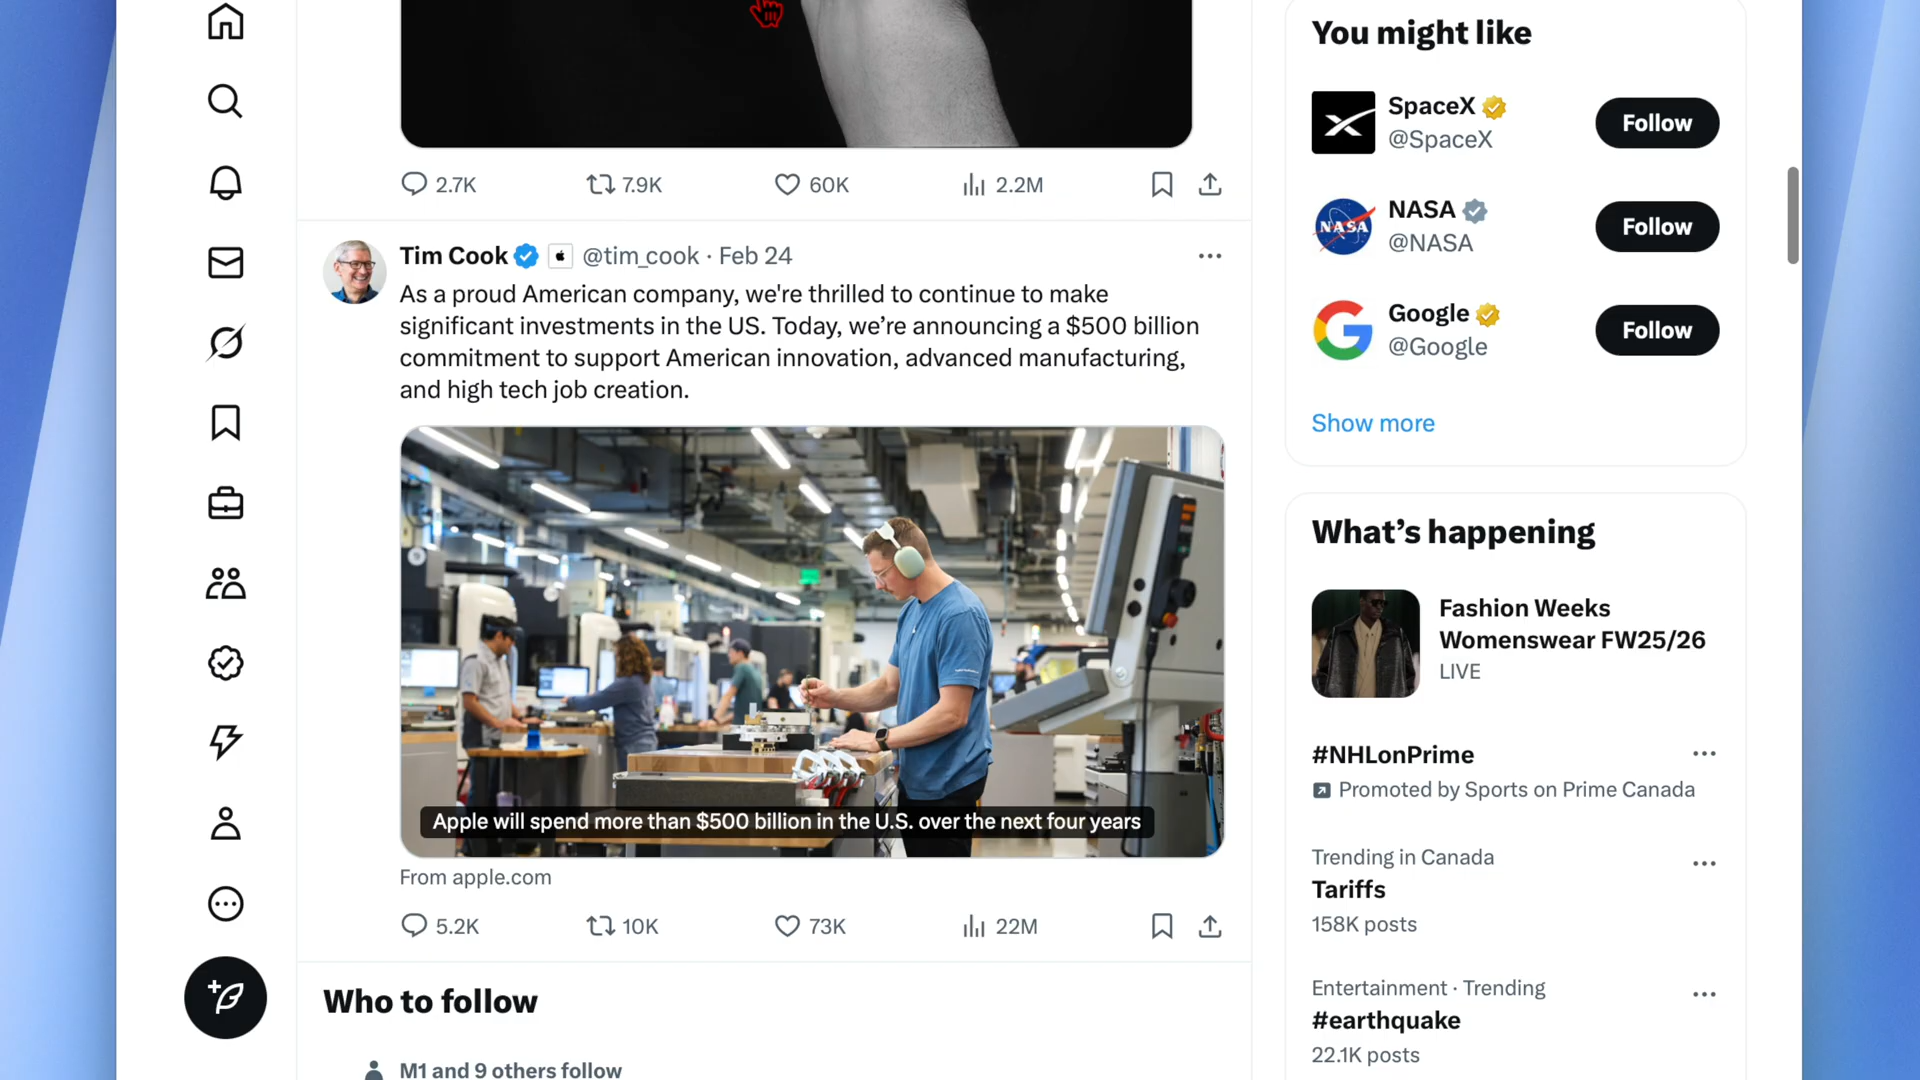 2.7K 7.9K 60K 2.2M
Tim Cook @tim_cook · Feb 24
As a proud American company, we're thrilled to continue to make
significant investments in the US. Today, we’re announcing a $500 billion
commitment to support American innovation, advanced manufacturing,
and high tech job creation.
Apple will spend more than $500 billion in the U.S. over the next four years
From apple.com
5.2K 10K 73K 22M
Who to follow
M1 and 9 others follow
You might like
SpaceX
@SpaceX
Follow
NASA
NASA
@NASA
Follow
Google
@Google
Follow
Show more
What’s happening
Fashion Weeks
Womenswear FW25/26
LIVE
#NHLonPrime
Promoted by Sports on Prime Canada
Trending in Canada
Tariffs
158K posts
Entertainment · Trending
#earthquake
22.1K posts